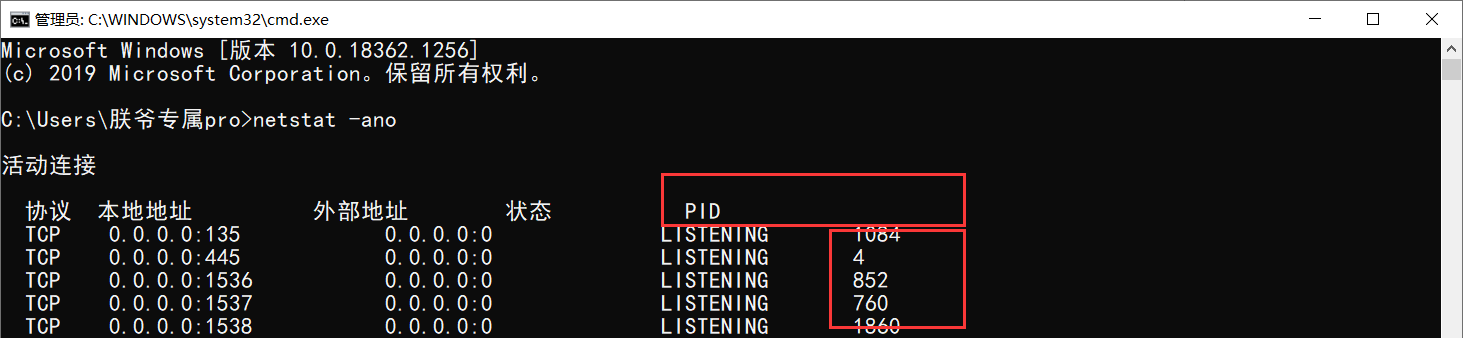 管理员: C:\WINDOWS\system32\cmd.exe
Microsoft Windows [版本 10.0.18362.1256]
(c) 2019 Microsoft Corporation。保留所有权利。
C:\Users\朕爷专属pro>netstat -ano
活动连接
协议 本地地址 外部地址 状态 PID
TCP 0.0.0.0:135 0.0.0.0:0 LISTENING 1084
TCP 0.0.0.0:445 0.0.0.0:0 LISTENING 4
TCP 0.0.0.0:1536 0.0.0.0:0 LISTENING 852
TCP 0.0.0.0:1537 0.0.0.0:0 LISTENING 760
TCP 0.0.0.0:1538 0.0.0.0:0 LISTENING 1860